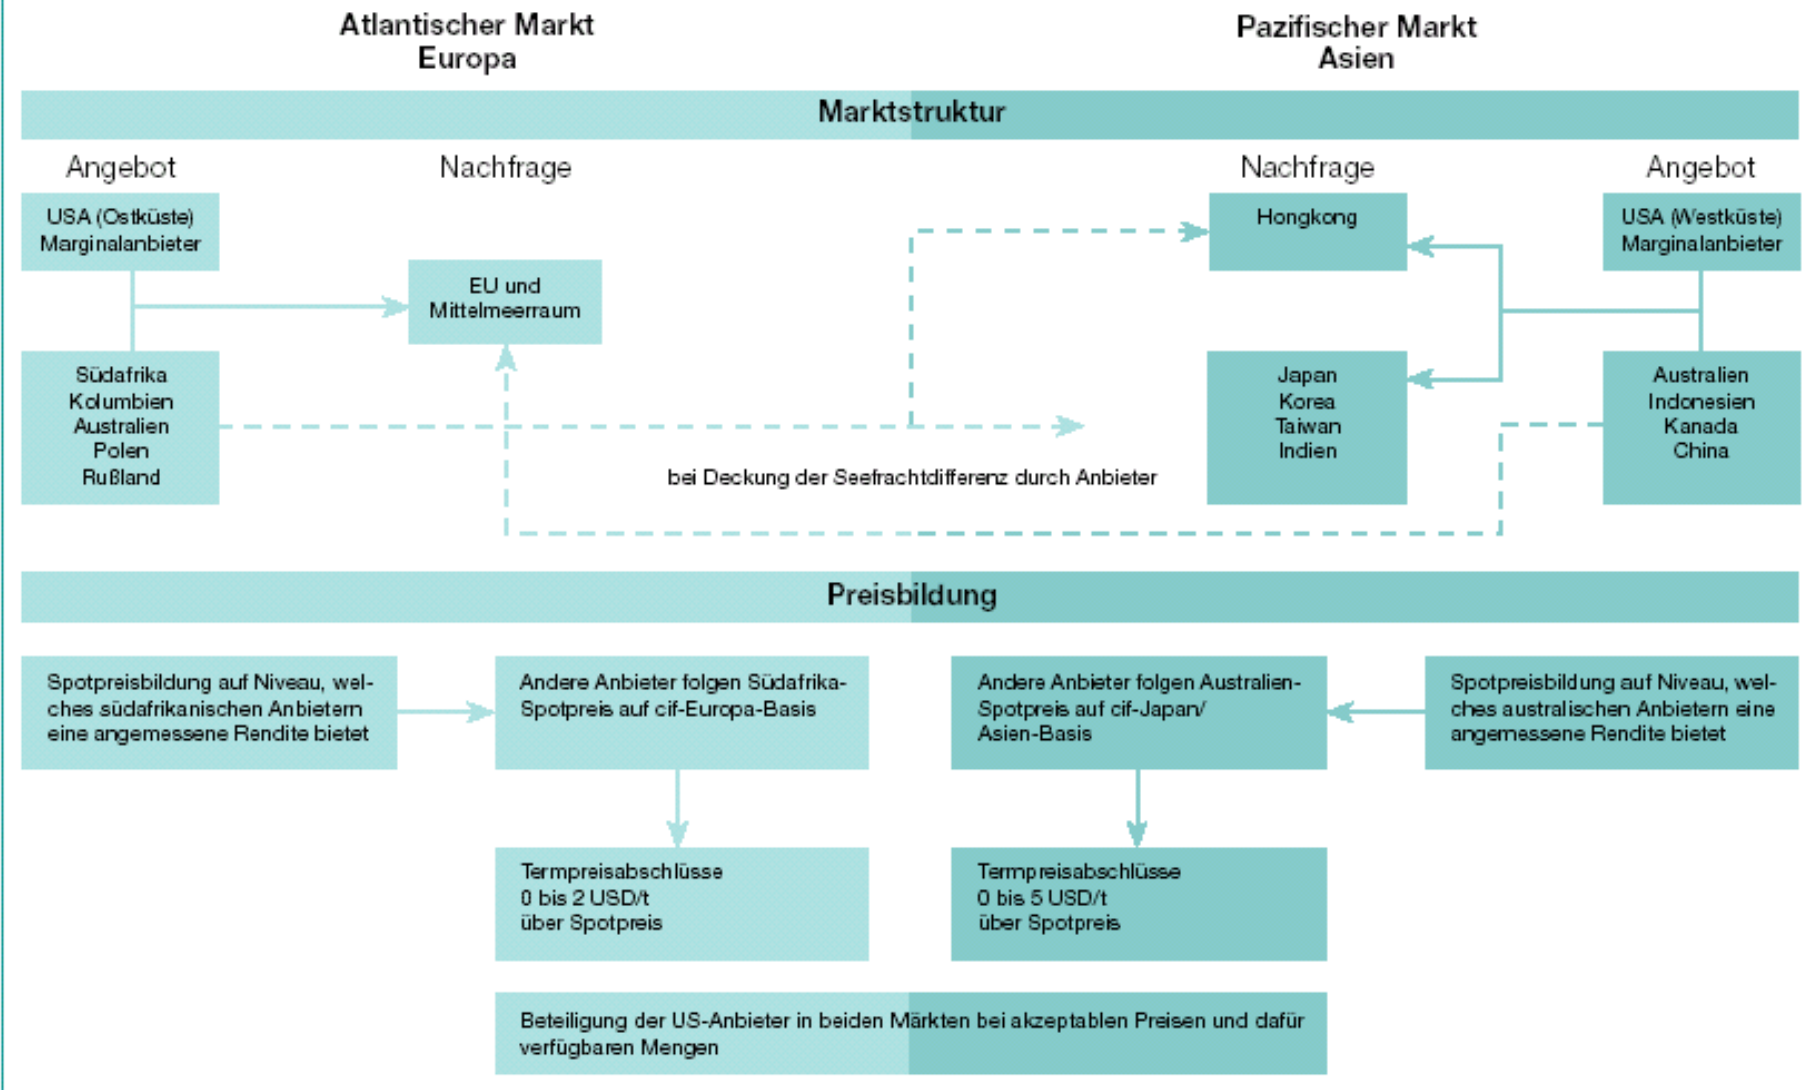 Atlantischer Markt
Europa
Pazifischer Markt
Asien
Marktstruktur
Angebot
Nachfrage
Nachfrage
Angebot
USA (Ostküste)
Marginalanbieter
EU und
Mittelmeerraum
Hongkong
USA (Westküste)
Marginalanbieter
Südafrika
Kolumbien
Australien
Polen
Rußland
Japan
Korea
Taiwan
Indien
Australien
Indonesien
Kanada
China
bei Deckung der Seefrachtdifferenz durch Anbieter
Preisbildung
Spotpreisbildung auf Niveau, wel-
ches südafrikanischen Anbietern
eine angemessene Rendite bietet
Andere Anbieter folgen Südafrika-
Spotpreis auf cif-Europa-Basis
Andere Anbieter folgen Australien-
Spotpreis auf cif-Japan/
Asien-Basis
Spotpreisbildung auf Niveau, wel-
ches australischen Anbietern eine
angemessene Rendite bietet
Termpreisabschlüsse
0 bis 2 USD/t
über Spotpreis
Termpreisabschlüsse
0 bis 5 USD/t
über Spotpreis
Beteiligung der US-Anbieter in beiden Märkten bei akzeptablen Preisen und dafür
verfügbaren Mengen